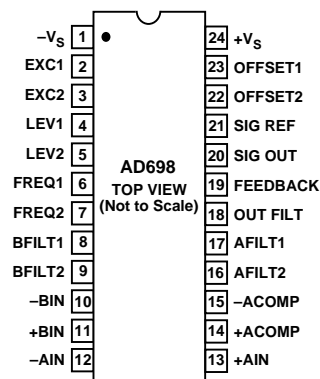 –VS 1 24 +VS
EXC1 2 23 OFFSET1
EXC2 3 22 OFFSET2
LEV1 4 21 SIG REF
LEV2 5 20 SIG OUT
AD698
FREQ1 6 TOP VIEW 19 FEEDBACK
FREQ2 7 (Not to Scale) 18 OUT FILT
BFILT1 8 17 AFILT1
BFILT2 9 16 AFILT2
–BIN 10 15 –ACOMP
+BIN 11 14 +ACOMP
–AIN 12 13 +AIN